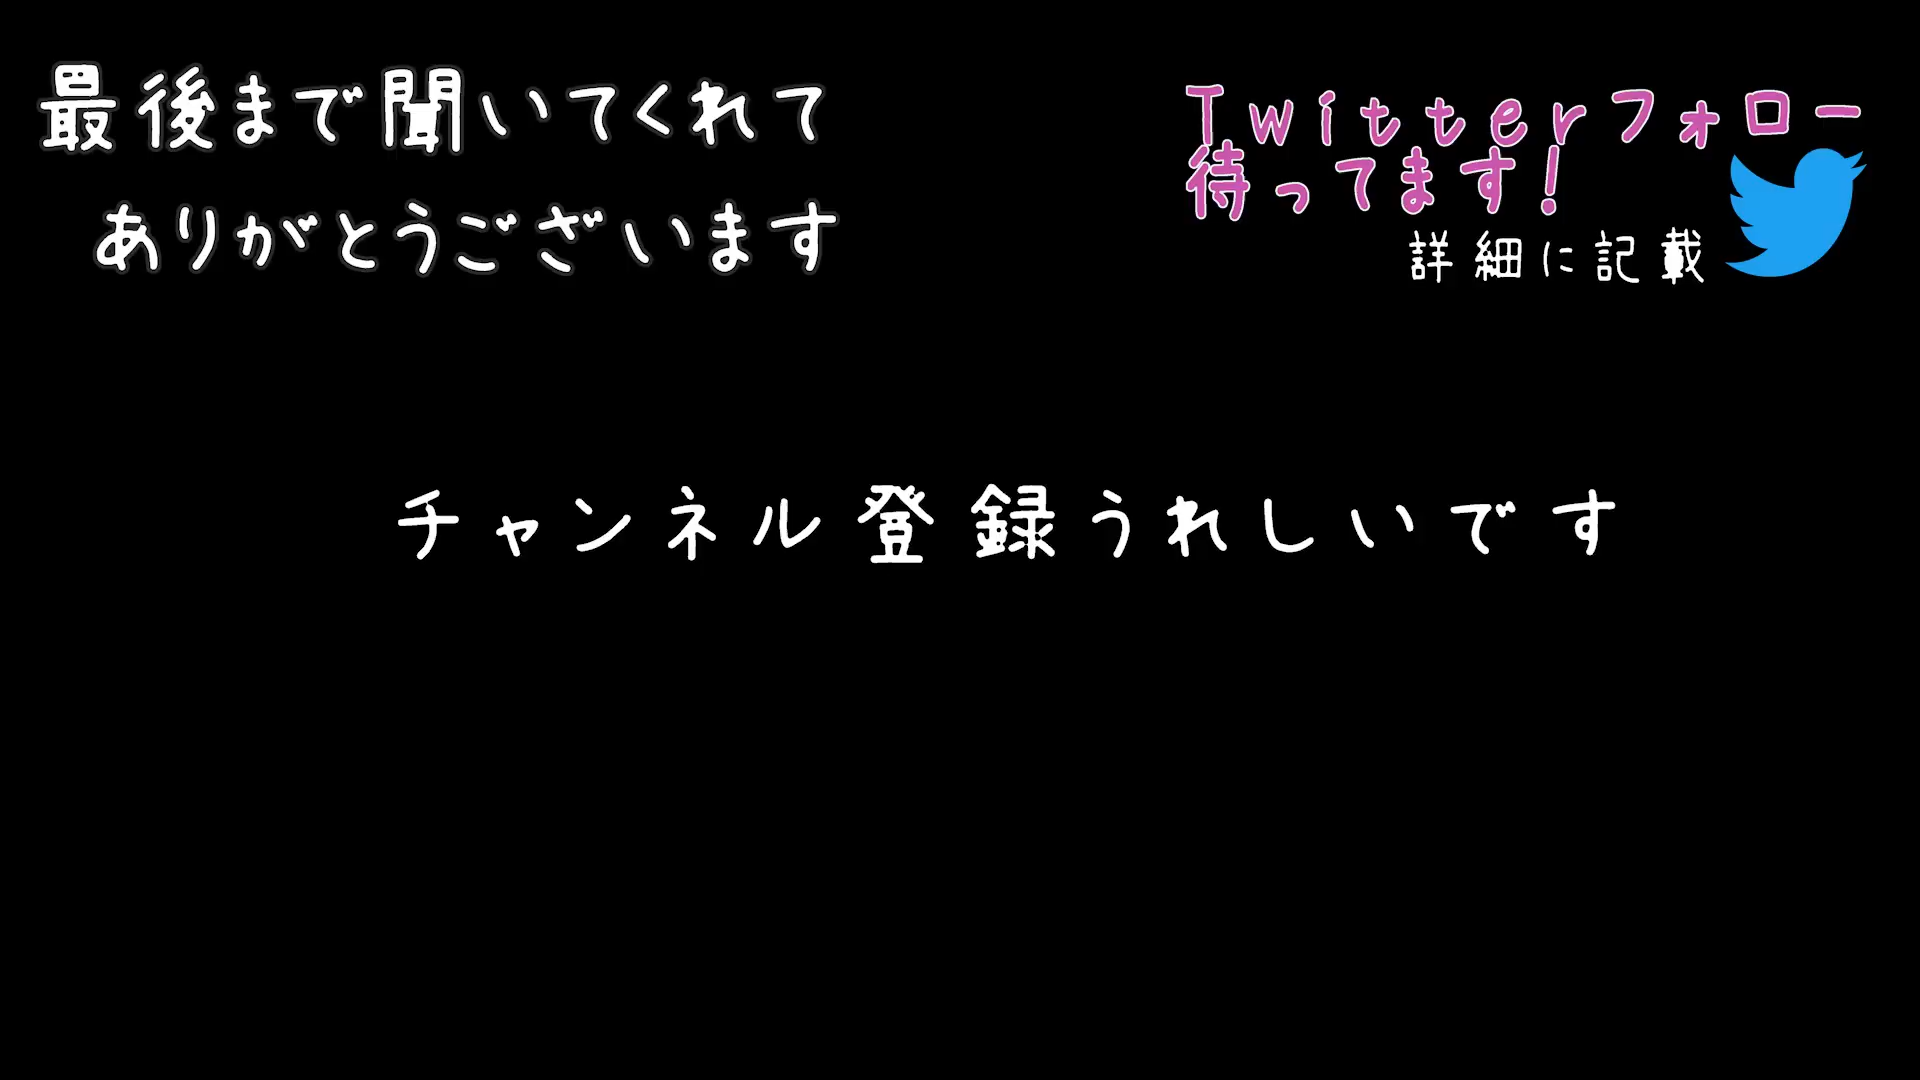 最後まで聞いてくれて
ありがとうございます
Twitterフォロー
待ってます!
詳細に記載
チャンネル登録うれしいです